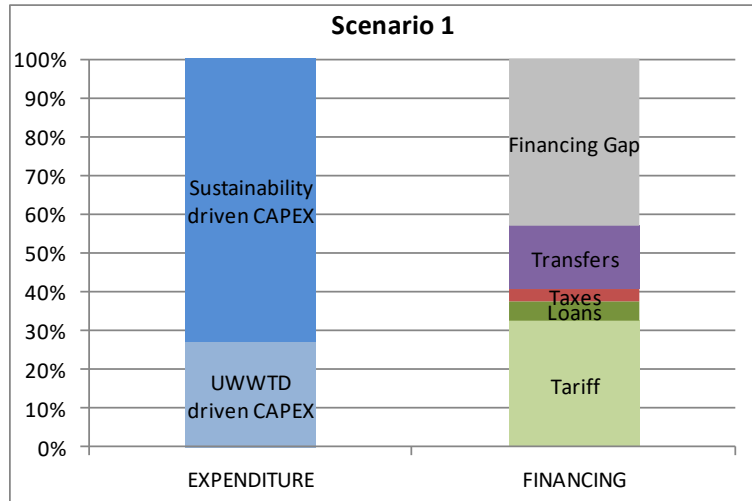 Scenario 1
100%
90%
80%
70%
60%
50%
40%
30%
20%
10%
0%
Sustainability
driven CAPEX
UWWTD
driven CAPEX
Financing Gap
Transfers
Taxes
Loans
Tariff
EXPENDITURE
FINANCING